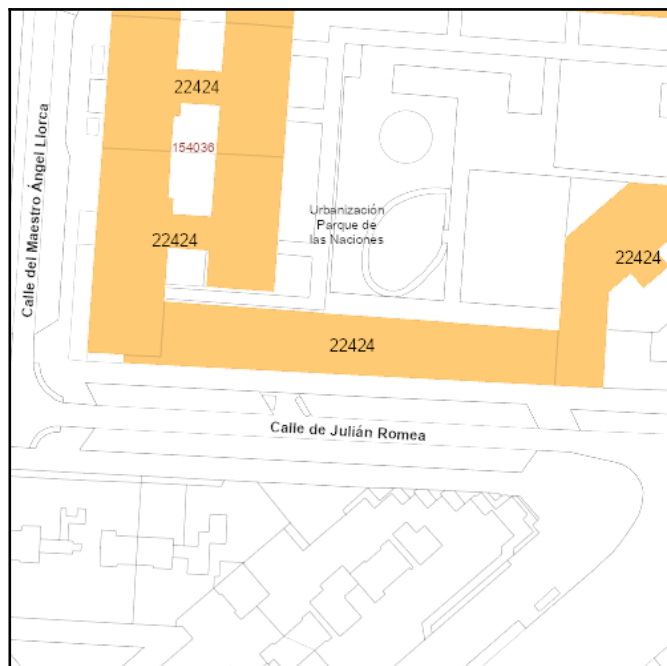 22424
154036
Calle del Maestro Ángel Llorca
Urbanización
Parque de
las Naciones
22424
22424
22424
Calle de Julián Romea